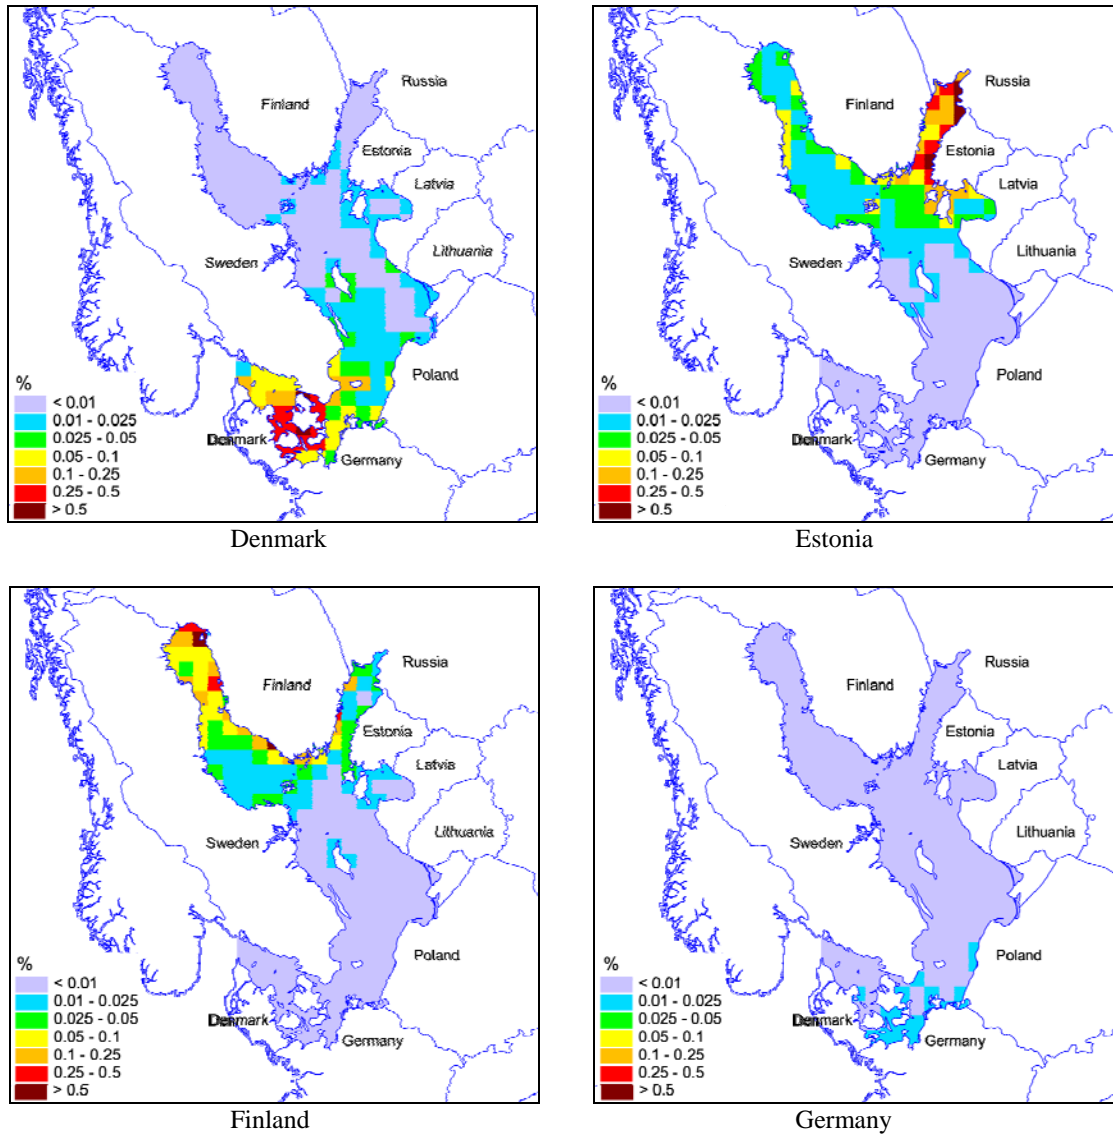 Russia
Finland
Estonia
Latvia
Lithuania
Sweden
Poland
Denmark
Germany
%
< 0.01
0.01 - 0.025
0.025 - 0.05
0.05 - 0.1
0.1 - 0.25
0.25 - 0.5
> 0.5
Denmark
Russia
Finland
Estonia
Latvia
Lithuania
Sweden
Poland
Denmark
Germany
%
< 0.01
0.01 - 0.025
0.025 - 0.05
0.05 - 0.1
0.1 - 0.25
0.25 - 0.5
> 0.5
Estonia
Russia
Finland
Estonia
Latvia
Lithuania
Sweden
Poland
Denmark
Germany
%
< 0.01
0.01 - 0.025
0.025 - 0.05
0.05 - 0.1
0.1 - 0.25
0.25 - 0.5
> 0.5
Finland
Russia
Finland
Estonia
Latvia
Lithuania
Sweden
Poland
Denmark
Germany
%
< 0.01
0.01 - 0.025
0.025 - 0.05
0.05 - 0.1
0.1 - 0.25
0.25 - 0.5
> 0.5
Germany